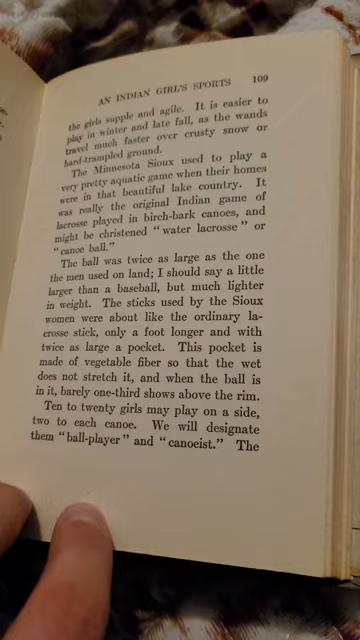 AN INDIAN GIRL'S SPORTS 109
the girls supple and agile. It is easier to
play in winter and late fall, as the wands
travel much faster over crusty snow or
hard-trampled ground.
The Minnesota Sioux used to play a
very pretty aquatic game when their homes
were in that beautiful lake country. It
was really the original Indian game of
lacrosse played in birch-bark canoes, and
might be christened "water lacrosse" or
"canoe ball."
The ball was twice as large as the one
the men used on land; I should say a little
larger than a baseball, but much lighter
in weight. The sticks used by the Sioux
women were about like the ordinary la-
crosse stick, only a foot longer and with
twice as large a pocket. This pocket is
made of vegetable fiber so that the wet
does not stretch it, and when the ball is
in it, barely one-third shows above the rim.
Ten to twenty girls may play on a side,
two to each canoe. We will designate
them "ball-player" and "canoeist." The